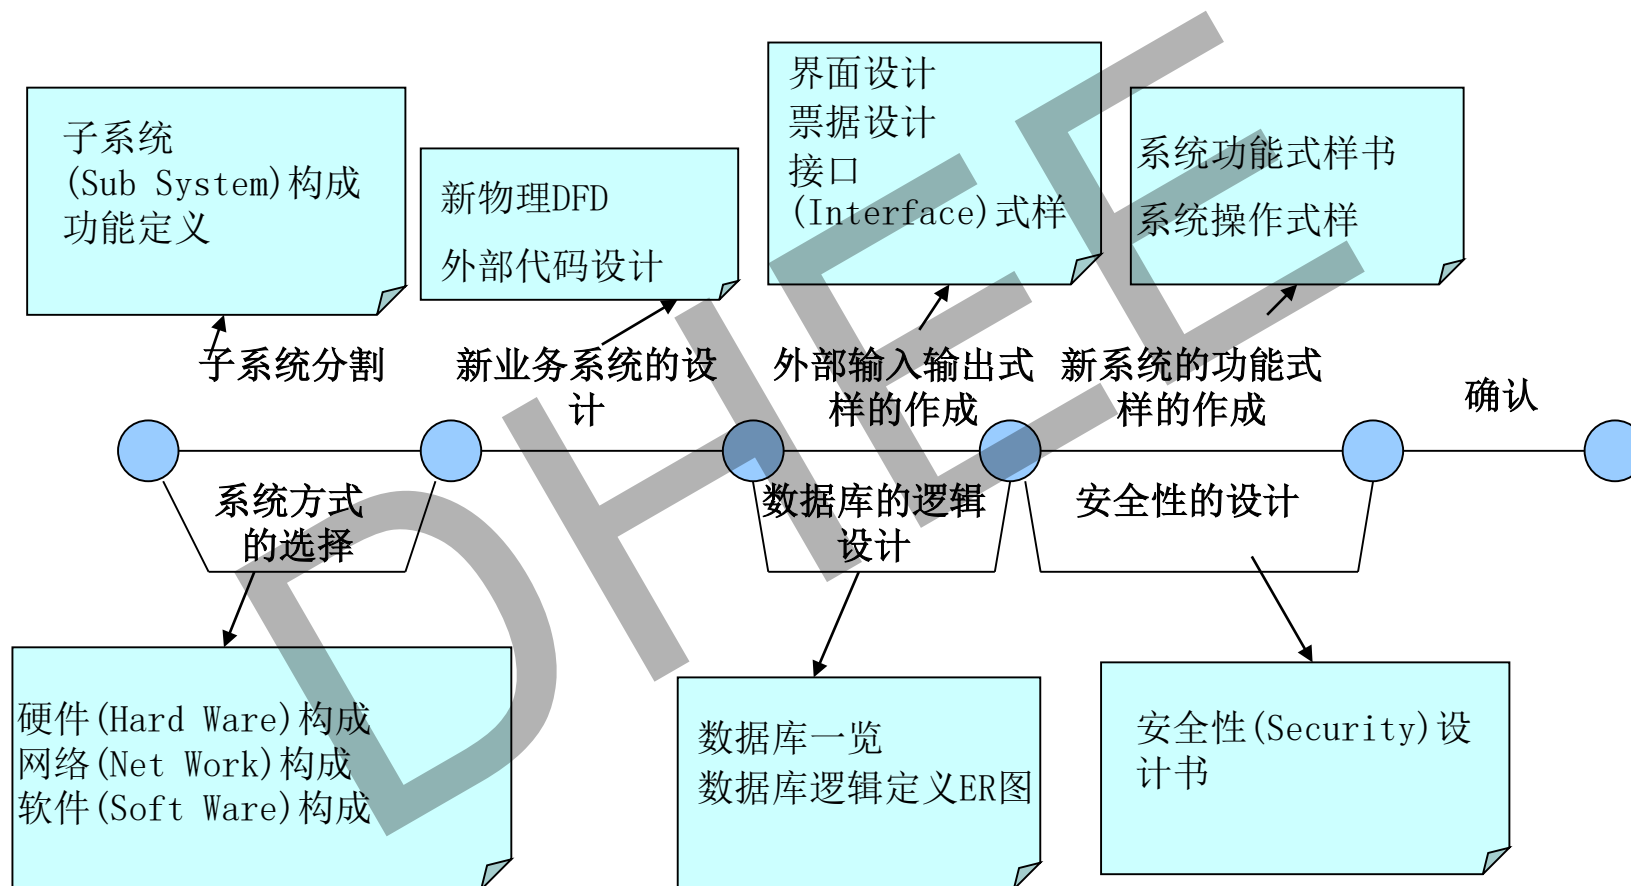 子系统
(Sub System)构成
功能定义
新物理DFD
外部代码设计
界面设计
票据设计
接口
(Interface)式样
系统功能式样书
系统操作式样
子系统分割
新业务系统的设
计
外部输入输出式
样的作成
新系统的功能式
样的作成
确认
系统方式
的选择
数据库的逻辑
设计
安全性的设计
硬件(Hard Ware)构成
网络(Net Work)构成
软件(Soft Ware)构成
数据库一览
数据库逻辑定义ER图
安全性(Security)设
计书
DHEE